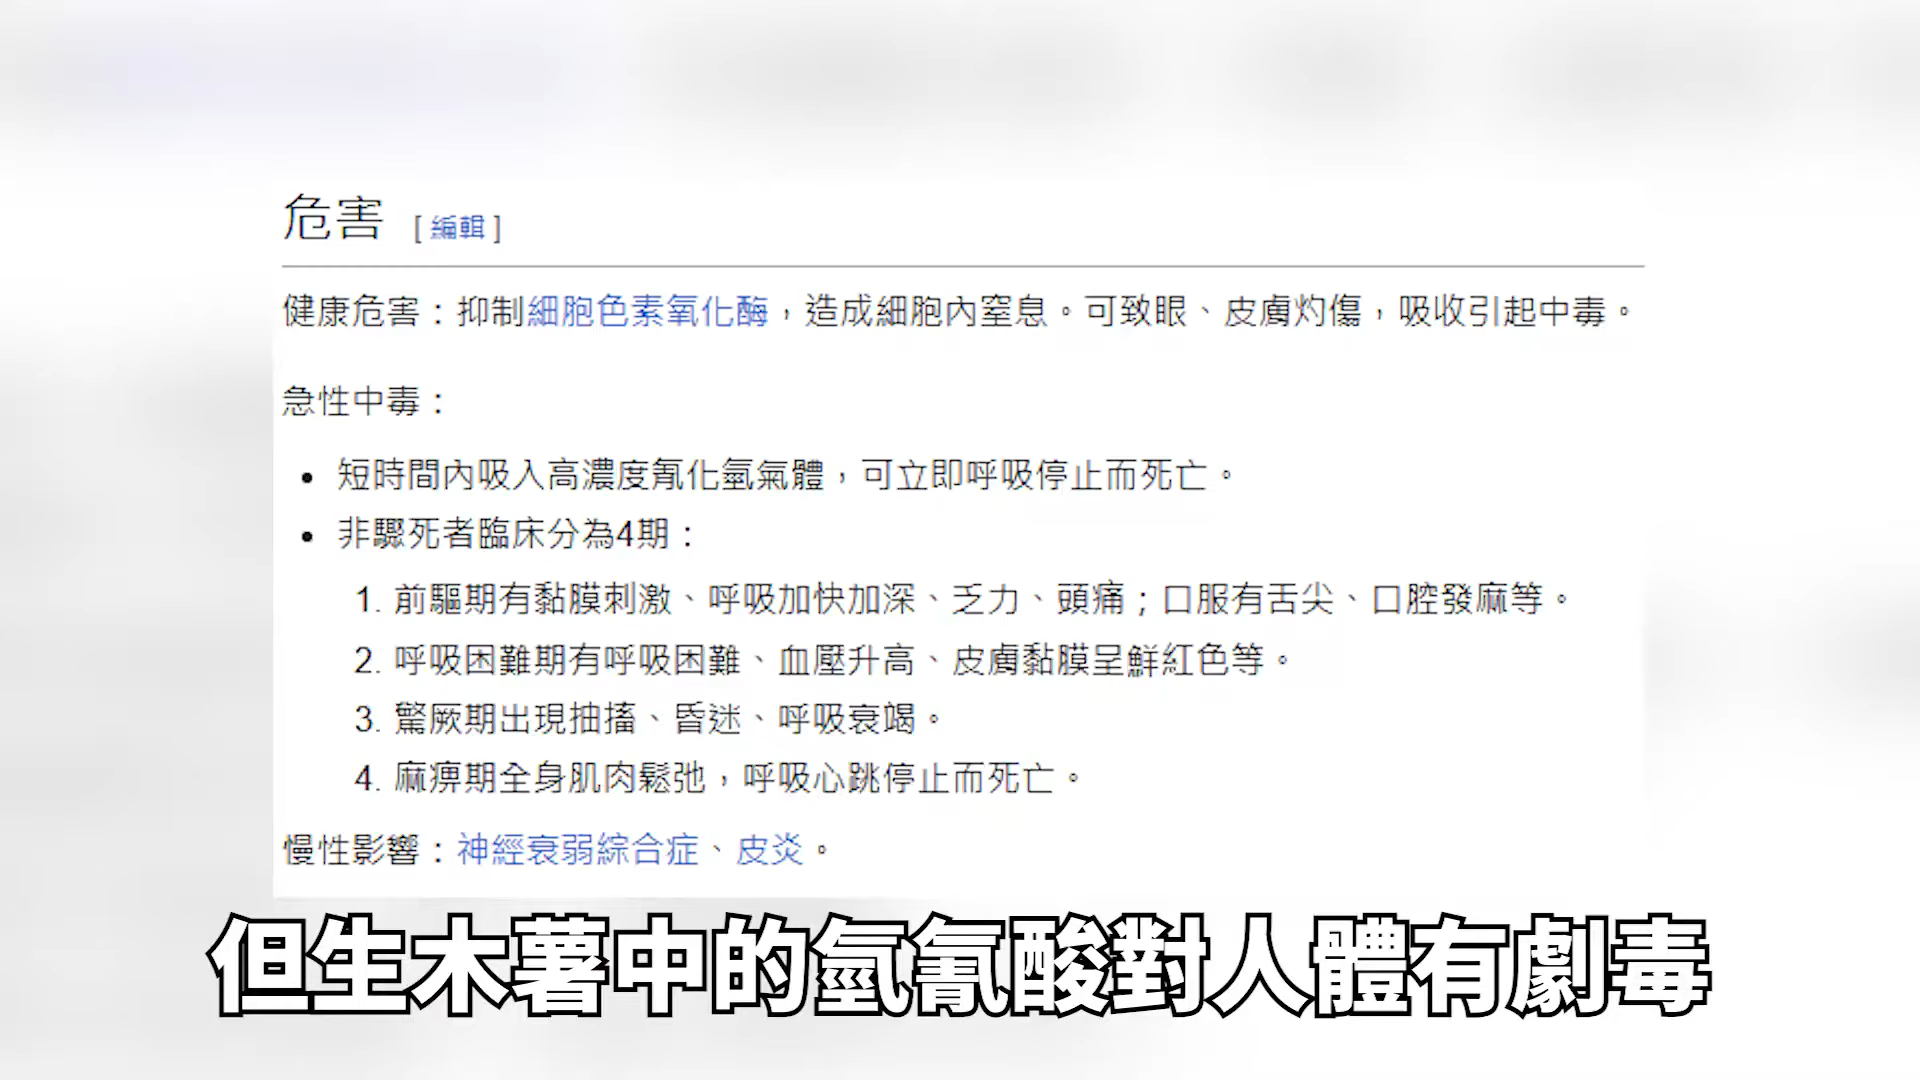 危害 [編輯]
健康危害：抑制細胞色素氧化酶，造成細胞內窒息。可致眼、皮膚灼傷，吸收引起中毒。
急性中毒：
• 短時間內吸入高濃度氰化氫氣體，可立即呼吸停止而死亡。
• 非驟死者臨床分為4期：
1. 前驅期有黏膜刺激、呼吸加快加深、乏力、頭痛；口服有舌尖、口腔發麻等。
2. 呼吸困難期有呼吸困難、血壓升高、皮膚黏膜呈鮮紅色等。
3. 驚厥期出現抽搐、昏迷、呼吸衰竭。
4. 麻痹期全身肌肉鬆弛，呼吸心跳停止而死亡。
慢性影響：神經衰弱綜合症、皮炎。
但生木薯中的氫氰酸對人體有劇毒